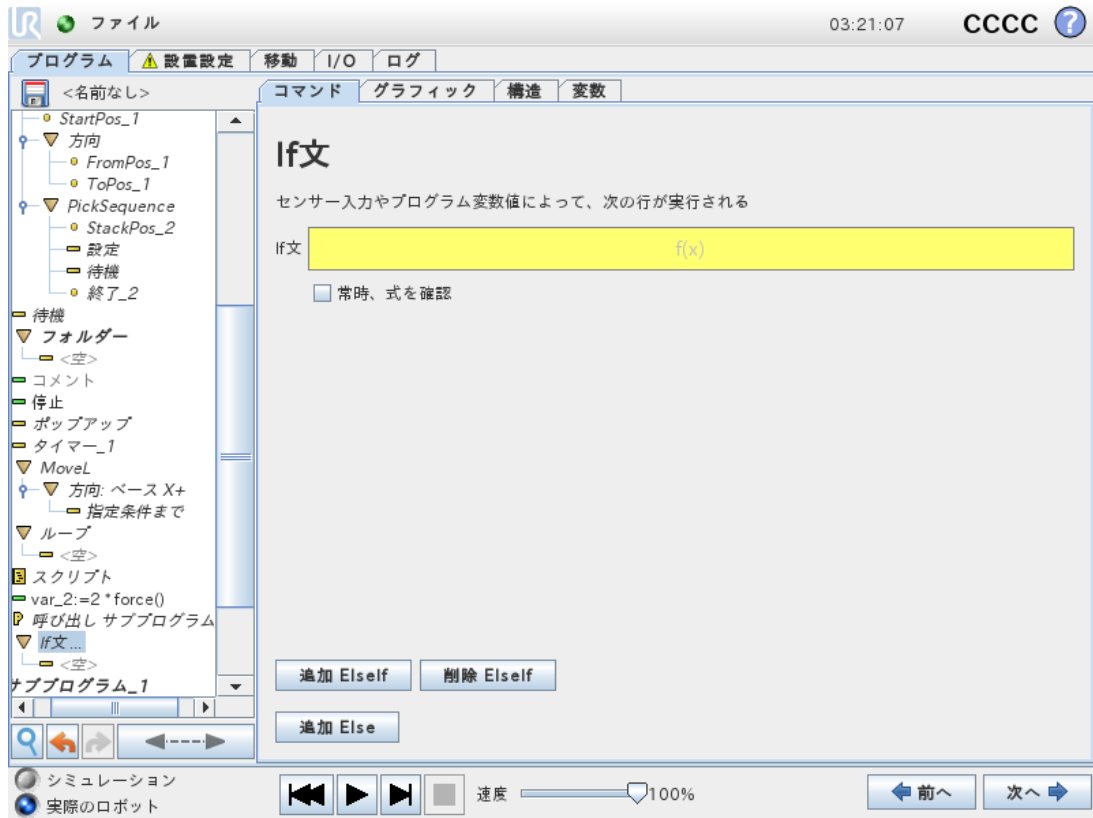 UR ファイル 03:21:07 CCCC ?
プログラム 設置設定 移動 I/O ログ
<名前なし>
StartPos_1
方向
FromPos_1
ToPos_1
PickSequence
StackPos_2
設定
待機
終了_2
待機
フォルダー
<空>
コメント
停止
ポップアップ
タイマー_1
MoveL
方向: ベース X+
指定条件まで
ループ
<空>
スクリプト
var_2:=2*force()
P 呼び出し サブプログラム
If文 ...
<空>
サブプログラム_1
コマンド グラフィック 構造 変数
If文
センサー入力やプログラム変数値によって、次の行が実行される
If文 f(x)
常時、式を確認
追加 ElseIf 削除 ElseIf
追加 Else
シミュレーション
実際のロボット
速度 100%
前へ 次へ